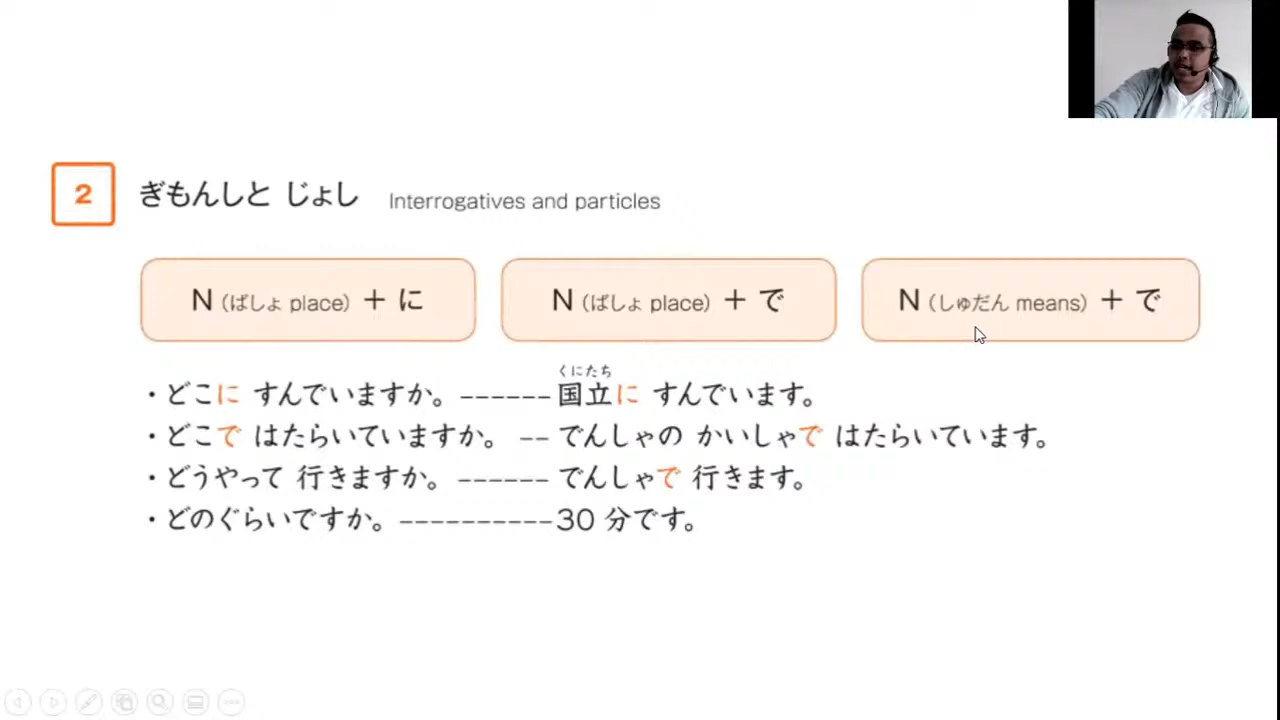 2 ぎもんしと じょし Interrogatives and particles
N（ばしょ place）＋ に
N（ばしょ place）＋ で
N（しゅだん means）＋ で
・どこに すんでいますか。------国立に すんでいます。
くにたち
・どこで はたらいていますか。--でんしゃの かいしゃで はたらいています。
・どうやって 行きますか。------でんしゃで 行きます。
・どのぐらいですか。----------30 分です。